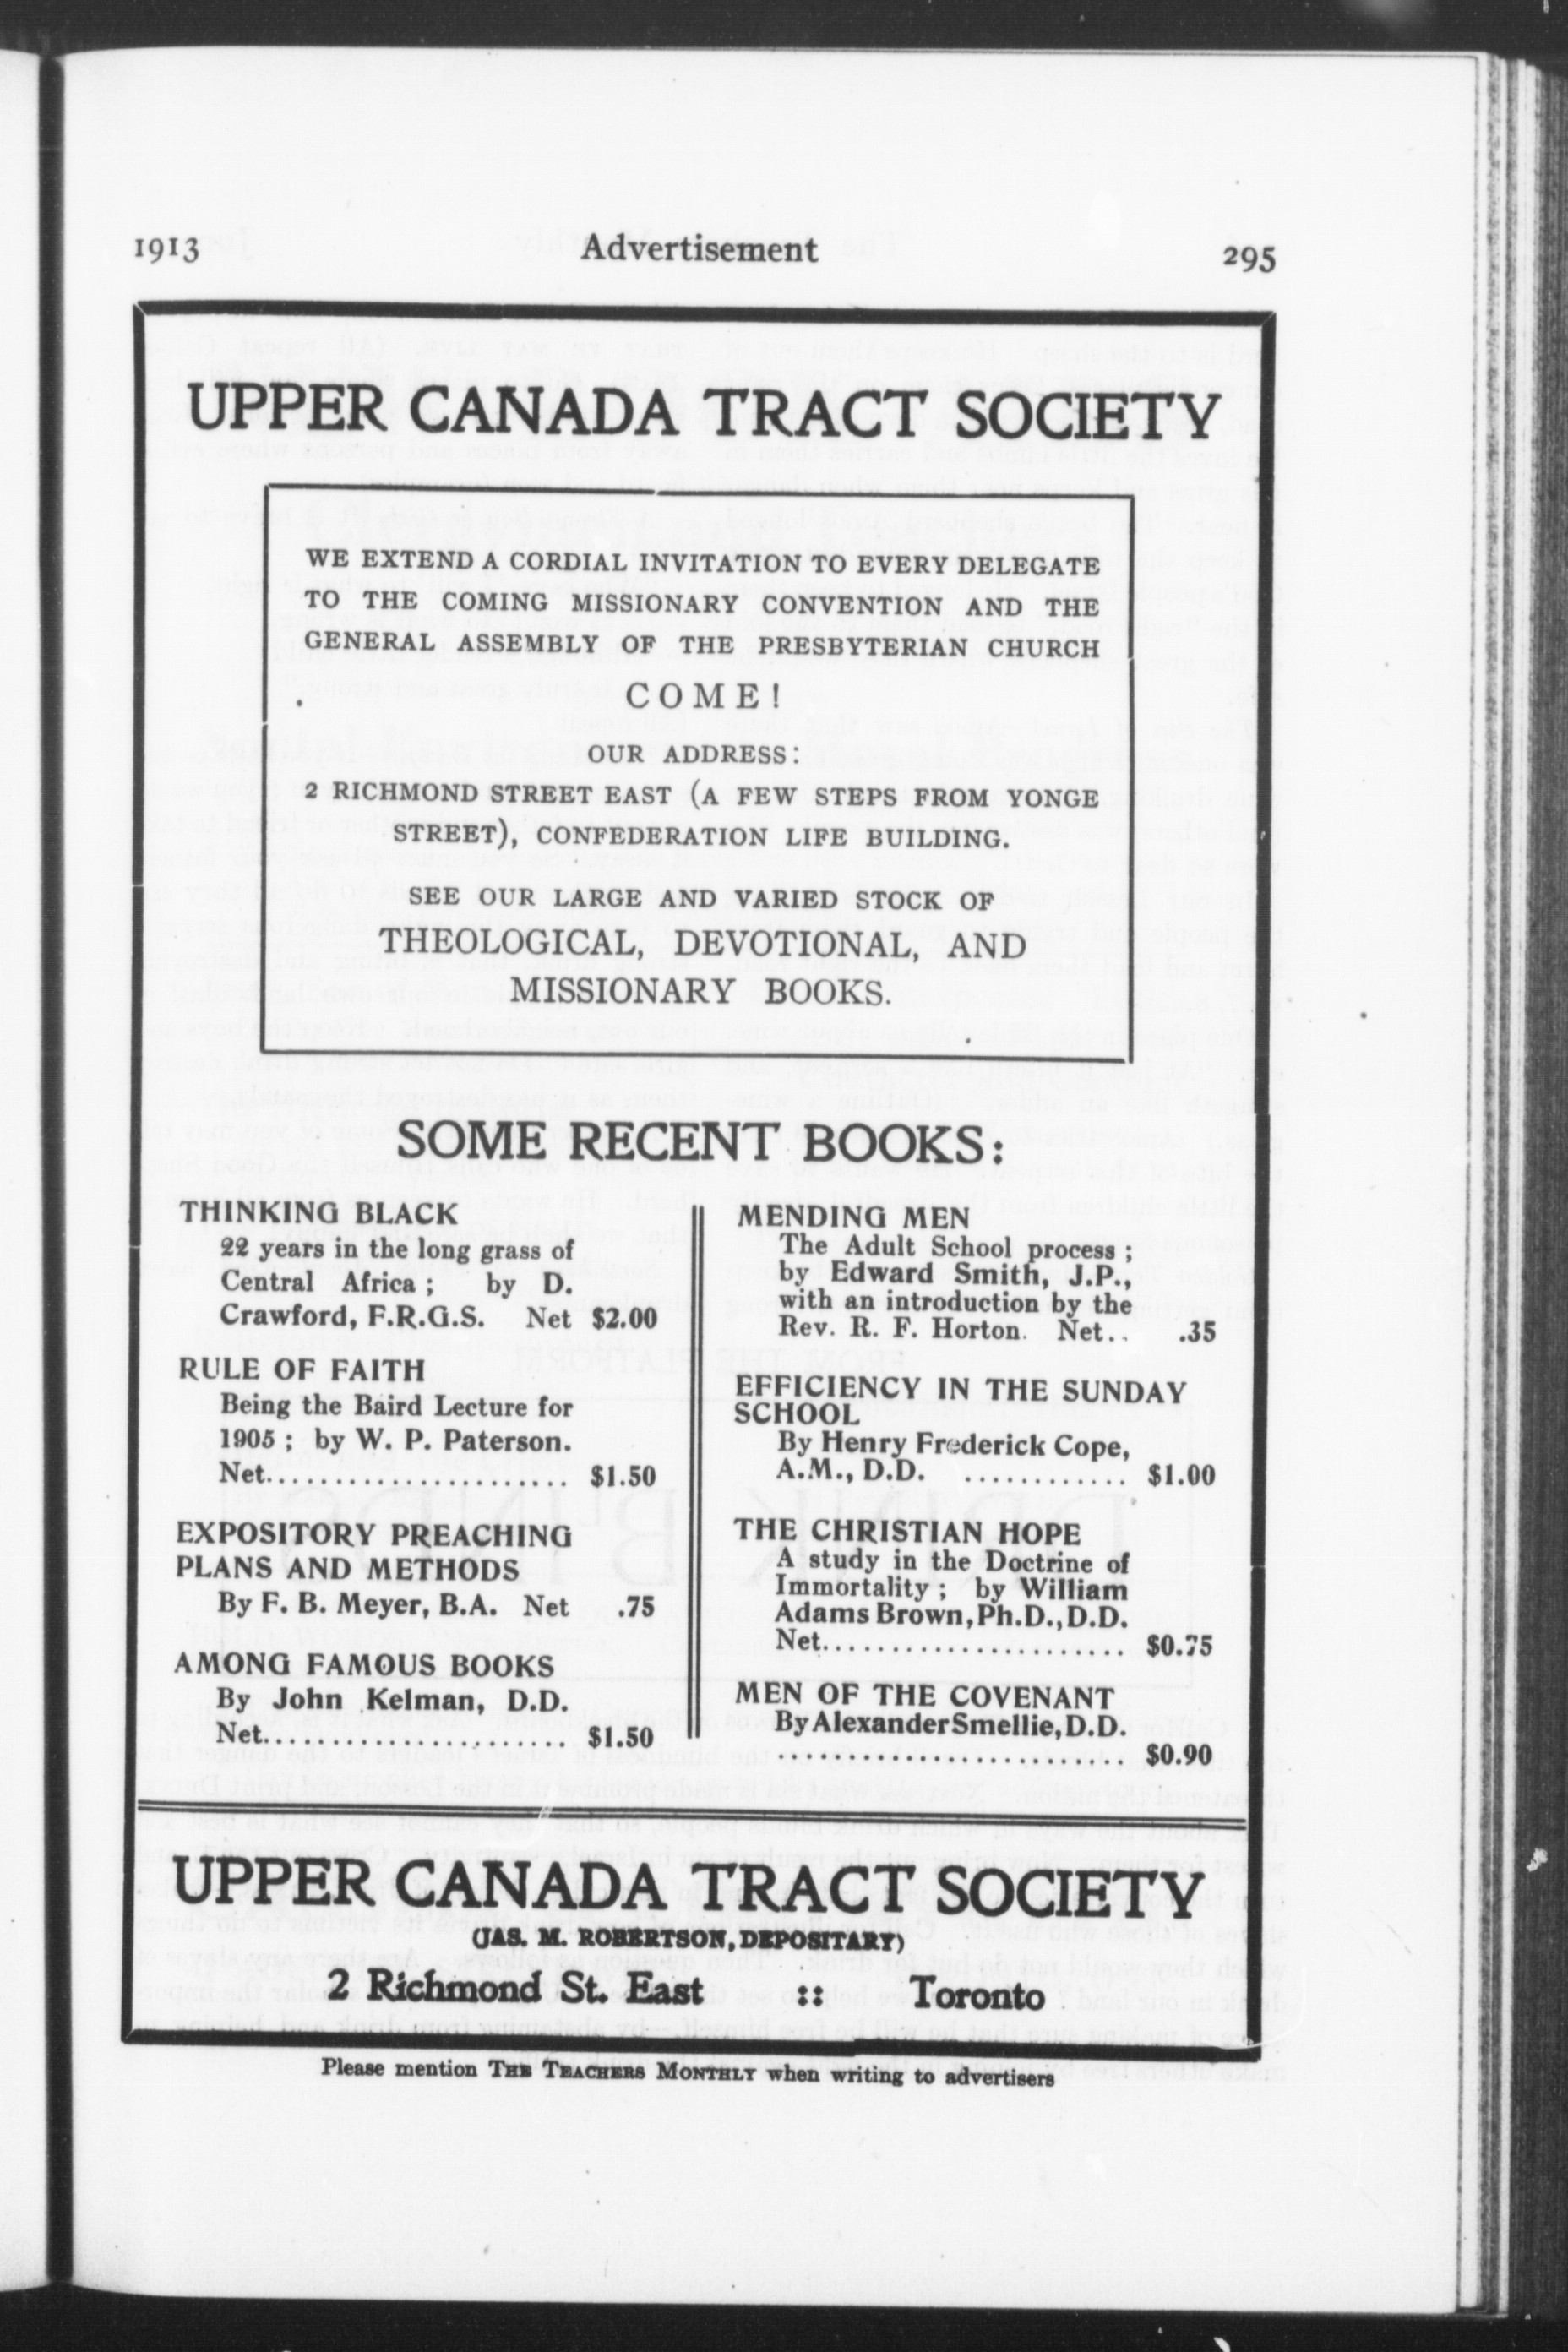 1913 Advertisement 295
UPPER CANADA TRACT SOCIETY
WE EXTEND A CORDIAL INVITATION TO EVERY DELEGATE
TO THE COMING MISSIONARY CONVENTION AND THE
GENERAL ASSEMBLY OF THE PRESBYTERIAN CHURCH
COME!
OUR ADDRESS:
2 RICHMOND STREET EAST (A FEW STEPS FROM YONGE
STREET), CONFEDERATION LIFE BUILDING.
SEE OUR LARGE AND VARIED STOCK OF
THEOLOGICAL, DEVOTIONAL, AND
MISSIONARY BOOKS.
SOME RECENT BOOKS:
THINKING BLACK
22 years in the long grass of
Central Africa; by D.
Crawford, F.R.G.S. Net $2.00
RULE OF FAITH
Being the Baird Lecture for
1905; by W. P. Paterson.
Net...................... $1.50
EXPOSITORY PREACHING
PLANS AND METHODS
By F. B. Meyer, B.A. Net .75
AMONG FAMOUS BOOKS
By John Kelman, D.D.
Net...................... $1.50
MENDING MEN
The Adult School process;
by Edward Smith, J.P.,
with an introduction by the
Rev. R. F. Horton. Net.. .35
EFFICIENCY IN THE SUNDAY
SCHOOL
By Henry Frederick Cope,
A.M., D.D. ............ $1.00
THE CHRISTIAN HOPE
A study in the Doctrine of
Immortality; by William
Adams Brown, Ph.D., D.D.
Net...................... $0.75
MEN OF THE COVENANT
By Alexander Smellie, D.D.
.......................... $0.90
UPPER CANADA TRACT SOCIETY
(JAS. M. ROBERTSON, DEPOSITARY)
2 Richmond St. East :: Toronto
Please mention THE TEACHERS MONTHLY when writing to advertisers